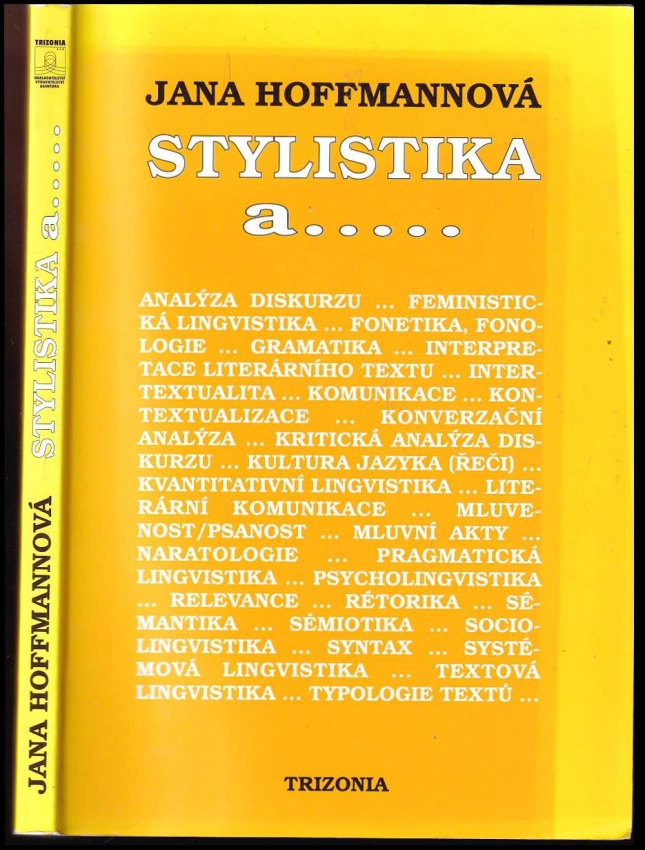 TRIZONIA
NAKLADATELSTVÍ
VYDAVATELSTVÍ
AGENTURA
JANA HOFFMANNOVÁ STYLISTIKA a.....
JANA HOFFMANNOVÁ
STYLISTIKA
a.....
ANALÝZA DISKURZU ... FEMINISTIC-
KÁ LINGVISTIKA ... FONETIKA, FONO-
LOGIE ... GRAMATIKA ... INTERPRE-
TACE LITERÁRNÍHO TEXTU ... INTER-
TEXTUALITA ... KOMUNIKACE ... KON-
TEXTUALIZACE ... KONVERZAČNÍ
ANALÝZA ... KRITICKÁ ANALÝZA DIS-
KURZU ... KULTURA JAZYKA (ŘEČI) ...
KVANTITATIVNÍ LINGVISTIKA ... LITE-
RÁRNÍ KOMUNIKACE ... MLUVE-
NOST/PSANOST ... MLUVNÍ AKTY ...
NARATOLOGIE ... PRAGMATICKÁ
LINGVISTIKA ... PSYCHOLINGVISTIKA
... RELEVANCE ... RÉTORIKA ... SÉ-
MANTIKA ... SÉMIOTIKA ... SOCIO-
LINGVISTIKA ... SYNTAX ... SYSTÉ-
MOVÁ LINGVISTIKA ... TEXTOVÁ
LINGVISTIKA ... TYPOLOGIE TEXTŮ ...
TRIZONIA